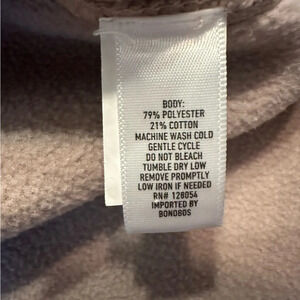 BODY:
79% POLYESTER
21% COTTON
MACHINE WASH COLD
GENTLE CYCLE
DO NOT BLEACH
TUMBLE DRY LOW
REMOVE PROMPTLY
LOW IRON IF NEEDED
RN# 128054
IMPORTED BY
BONOBOS